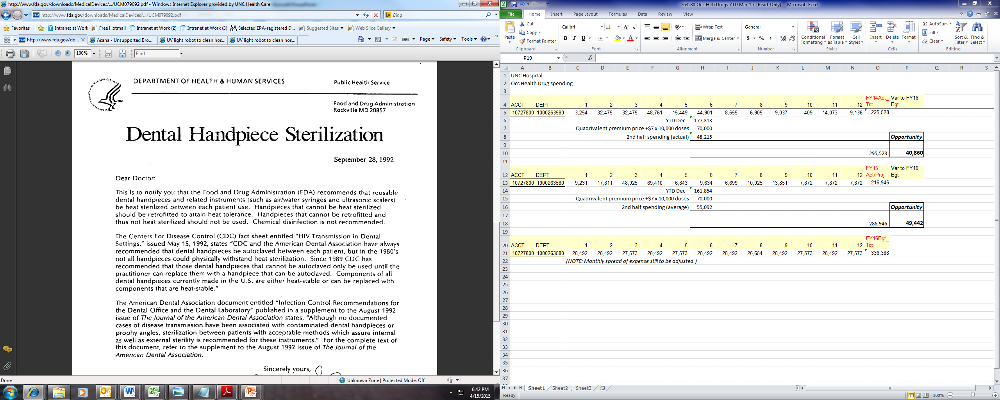 http://www.fda.gov/downloads/MedicalDevices/.../UCM079092.pdf - Windows Internet Explorer provided by UNC Health Care
http://www.fda.gov/downloads/MedicalDevices/.../UCM079092.pdf
Bing
Favorites
Intranet at Work
Free Hotmail
Intranet at Work (2)
Intranet at Work (3)
Selected EPA-registered D...
Suggested Sites
Web Slice Gallery
http://www.fda.gov/do...
Asana - Unsupported Bro...
UV light robot to clean hos...
UV light robot to clean hos...
Page
Safety
Tools
100%
Find
DEPARTMENT OF HEALTH & HUMAN SERVICES
Public Health Service
Food and Drug Administration
Rockville MD 20857
Dental Handpiece Sterilization
September 28, 1992
Dear Doctor:
This is to notify you that the Food and Drug Administration (FDA) recommends that reusable
dental handpieces and related instruments (such as air/water syringes and ultrasonic scalers)
be heat sterilized between each patient use. Handpieces that cannot be heat sterilized
should be retrofitted to attain heat tolerance. Handpieces that cannot be retrofitted and
thus not heat sterilized should not be used. Chemical disinfection is not recommended.
The Centers For Disease Control (CDC) fact sheet entitled "HIV Transmission in Dental
Settings," issued May 15, 1992, states "CDC and the American Dental Association have always
recommended that dental handpieces be autoclaved between each patient, but in the 1980's
not all handpieces could physically withstand heat sterilization. Since 1989 CDC has
recommended that those dental handpieces that cannot be autoclaved only be used until the
practitioner can replace them with a handpiece that can be autoclaved. Components of all
dental handpieces currently made in the U.S. are either heat-stable or can be replaced with
components that are heat-stable."
The American Dental Association document entitled "Infection Control Recommendations for
the Dental Office and the Dental Laboratory" published in a supplement to the August 1992
issue of The Journal of the American Dental Association states, "Although no documented
cases of disease transmission have been associated with contaminated dental handpieces or
prophy angles, sterilization between patients with acceptable methods which assure internal
as well as external sterility is recommended for these instruments." For the complete text of
this document, refer to the supplement to the August 1992 issue of The Journal of the
American Dental Association.
Sincerely yours,
Done
Unknown Zone | Protected Mode: Off
6:42 PM
4/15/2015
263580 Occ Hlth Drugs YTD Mar-15 [Read-Only] - Microsoft Excel
File Home Insert Page Layout Formulas Data Review View
Paste
Cut
Copy
Format Painter
Clipboard
Calibri 11
Font
Wrap Text
Merge & Center
Alignment
General
Number
Conditional Formatting
Format as Table
Cell Styles
Styles
Insert Delete Format
Cells
AutoSum
Fill
Clear
Sort & Filter
Find & Select
Editing
P19
A B C D E F G H I J K L M N O P Q R S
1 UNC Hospital
2 Occ Health Drug spending
3
FY14Act_ Var to FY16
4 ACCT DEPT 1 2 3 4 5 6 7 8 9 10 11 12 Tot Bgt
5 10727800 1000263580 3,254 32,475 32,475 48,761 15,449 44,901 8,655 6,905 9,037 409 14,073 9,136 225,528
6 YTD Dec 177,313
7 Quadrivalent premium price +$7 x 10,000 doses 70,000
8 2nd half spending (actual) 48,215 Opportunity
9
10 295,528 40,860
11
FY15 Var to FY16
12 ACCT DEPT 1 2 3 4 5 6 7 8 9 10 11 12 Act/Proj Bgt
13 10727800 1000263580 9,231 17,811 48,925 69,410 6,843 9,634 6,699 10,925 13,851 7,872 7,872 7,872 216,946
14 YTD Dec 161,854
15 Quadrivalent premium price +$7 x 10,000 doses 70,000
16 2nd half spending (average) 55,092 Opportunity
17
18 286,946 49,442
19
FY16Bgt_
20 ACCT DEPT 1 2 3 4 5 6 7 8 9 10 11 12 Tot
21 10727800 1000263580 28,492 28,492 27,573 28,492 27,573 28,492 28,492 26,654 28,492 27,573 28,492 27,573 336,388
22 (NOTE: Monthly spread of expense still to be adjusted.)
23
24
25
26
27
28
29
30
31
32
33
34
35
36
37
Sheet1 Sheet2 Sheet3
Ready
100%